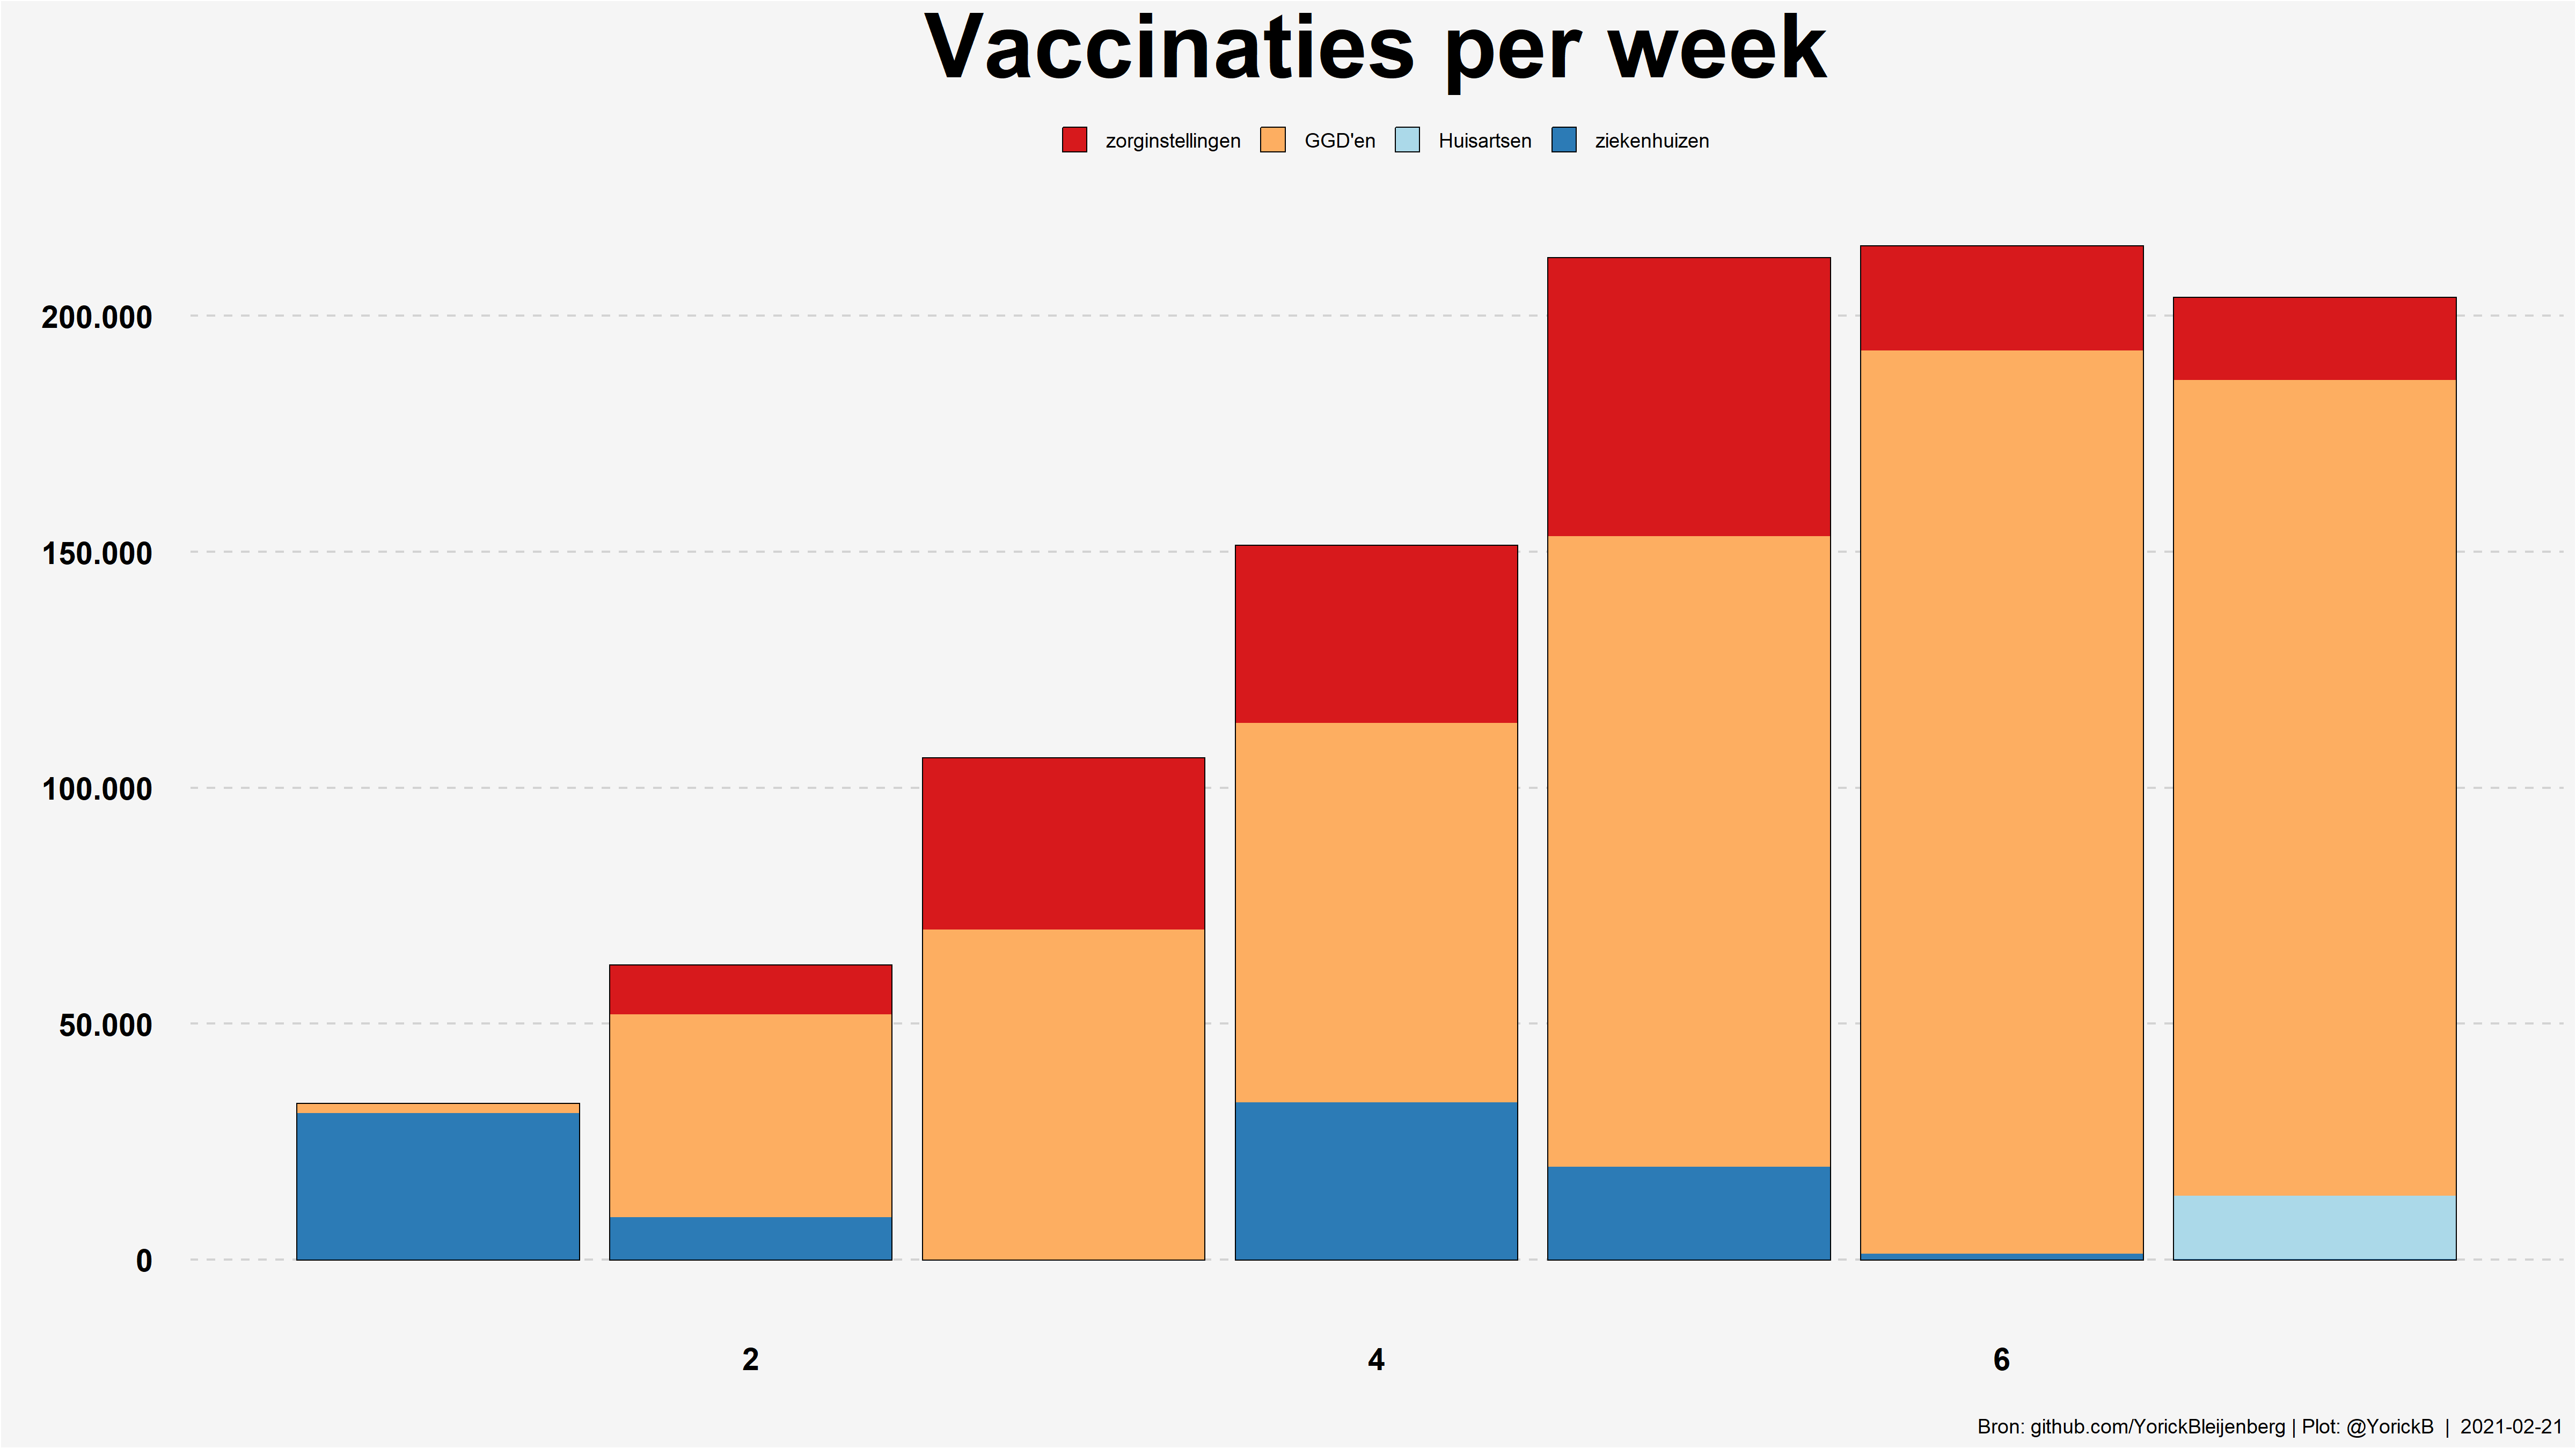 Vaccinaties per week
zorginstellingen GGD'en Huisartsen ziekenhuizen
200.000
150.000
100.000
50.000
0
2 4 6
Bron: github.com/YorickBleijenberg | Plot: @YorickB | 2021-02-21